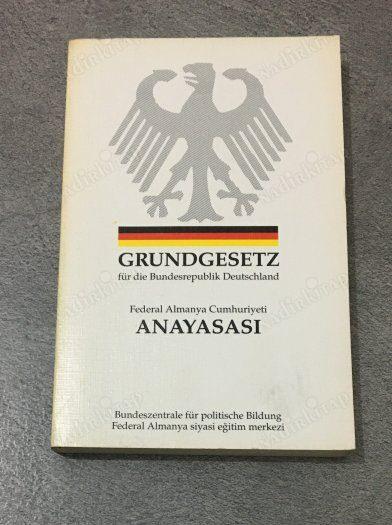 GRUNDGESETZ
für die Bundesrepublik Deutschland
Federal Almanya Cumhuriyeti
ANAYASASI
Bundeszentrale für politische Bildung
Federal Almanya siyasi eğitim merkezi